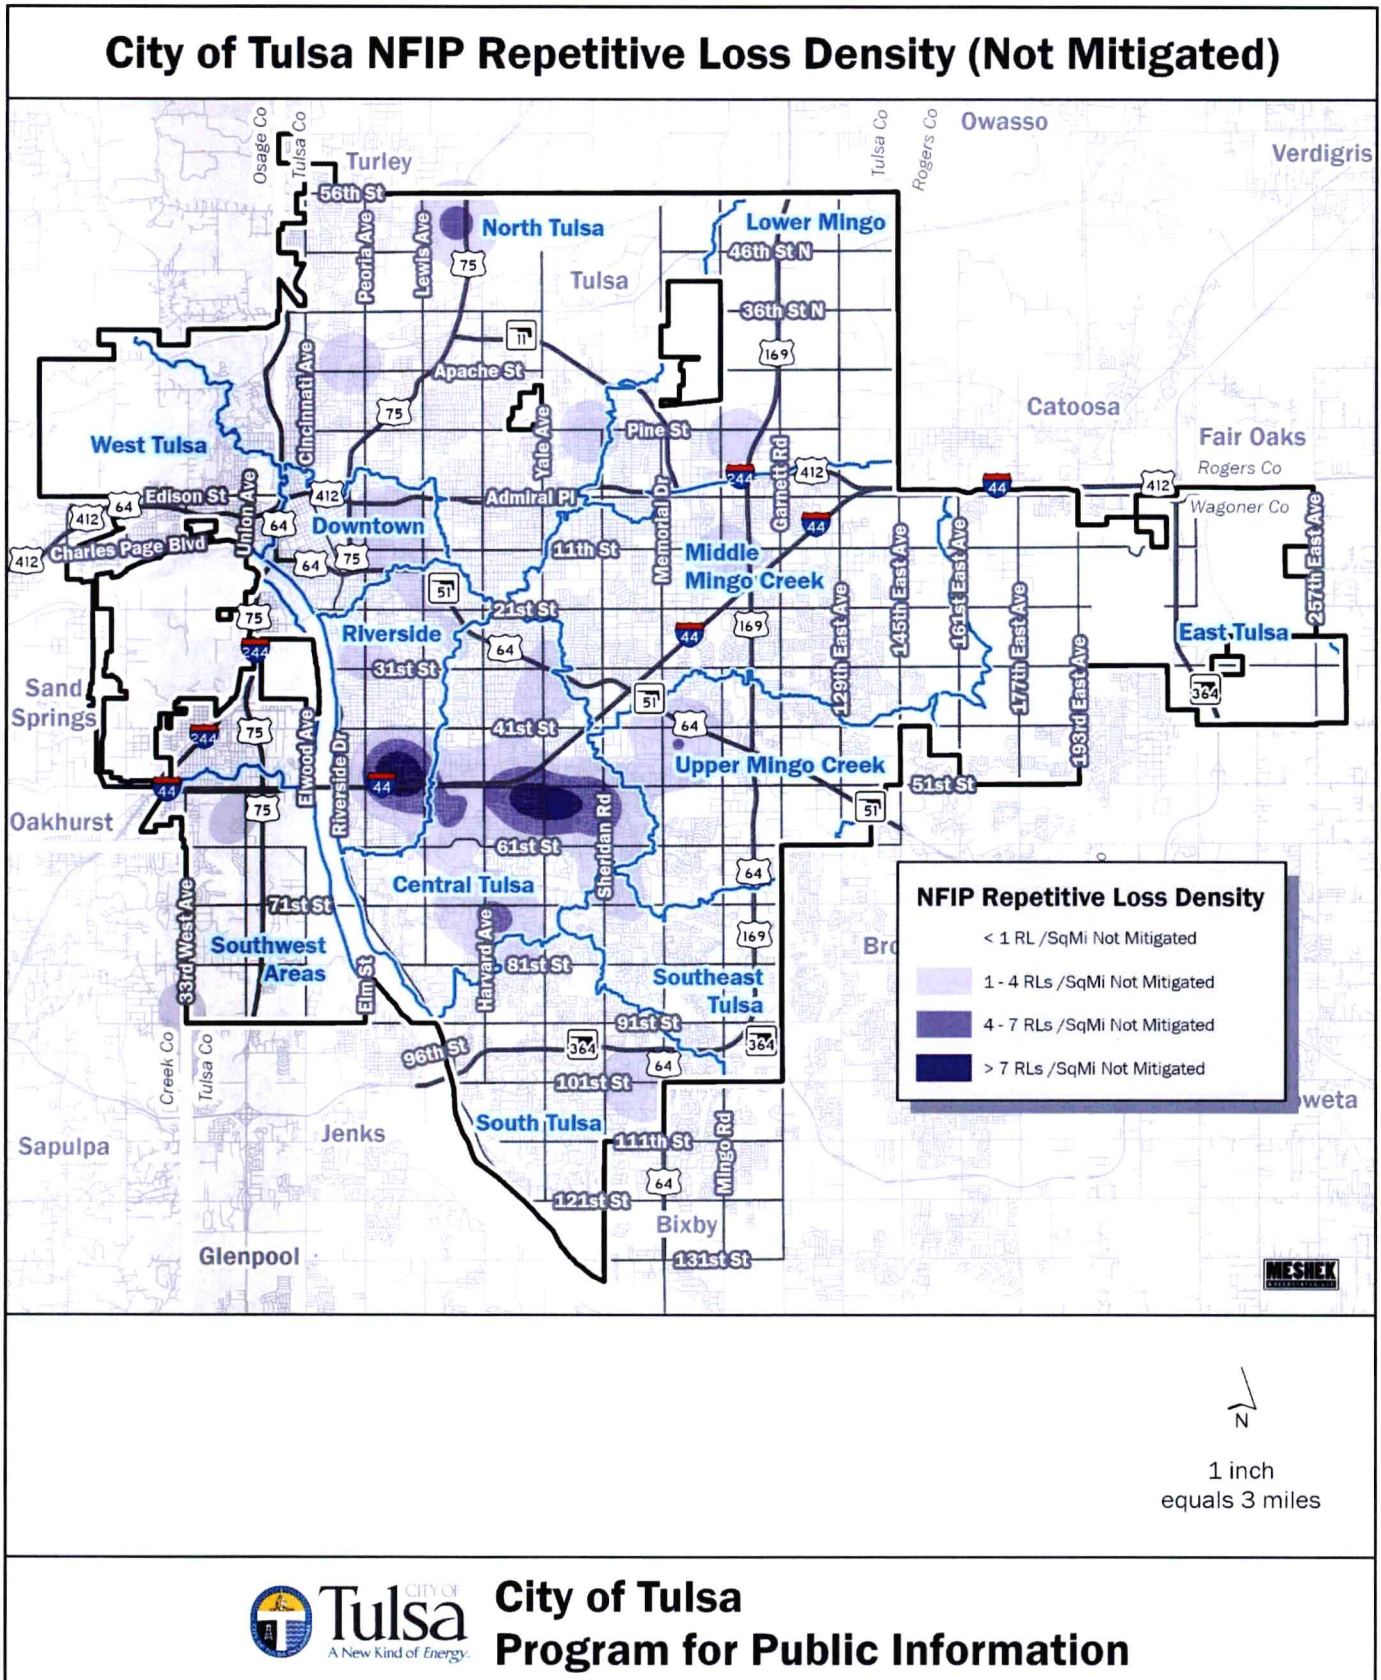 City of Tulsa NFIP Repetitive Loss Density (Not Mitigated)
Osage Co
Tulsa Co
Turley
Tulsa Co
Rogers Co
Owasso
Verdigris
56th St
Peoria Ave
Lewis Ave
North Tulsa
Lower Mingo
46th St N
75
Tulsa
36th St N
11
169
Cincinnati Ave
Apache St
75
Catoosa
West Tulsa
Yale Ave
Pine St
Garnett Rd
Fair Oaks
Rogers Co
Edison St
Union Ave
412
Admiral Pl
Memorial Dr
244
412
44
412
Wagoner Co
64
412
412
Charles Page Blvd
64
Downtown
44
64
75
11th St
Middle
Mingo Creek
145th East Ave
161st East Ave
257th East Ave
51
21st St
129th East Ave
177th East Ave
75
244
Riverside
64
44
169
East Tulsa
31st St
193rd East Ave
Sand
Springs
51
364
244
75
Elwood Ave
Riverside Dr
41st St
64
Upper Mingo Creek
44
44
51st St
75
51
Oakhurst
Sheridan Rd
61st St
64
33rd West Ave
Central Tulsa
71st St
Harvard Ave
169
Southwest
Areas
Elm St
81st St
Southeast
Tulsa
Bro
91st St
96th St
364
64
364
Creek Co
Tulsa Co
101st St
South Tulsa
Jenks
Sapulpa
111th St
Mingo Rd
64
121st St
Bixby
Glenpool
131st St
NFIP Repetitive Loss Density
< 1 RL /SqMi Not Mitigated
1 - 4 RLs /SqMi Not Mitigated
4 - 7 RLs /SqMi Not Mitigated
> 7 RLs /SqMi Not Mitigated
oweta
MESHEK
N
1 inch
equals 3 miles
CITY OF
Tulsa
A New Kind of Energy.
City of Tulsa
Program for Public Information